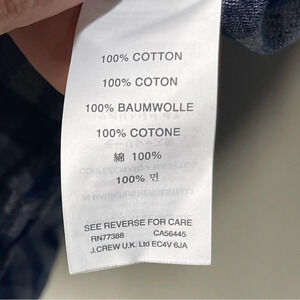 100% COTTON
100% COTON
100% BAUMWOLLE
100% COTONE
綿 100%
100% 면
SEE REVERSE FOR CARE
RN77388 CA56445
J.CREW U.K. Ltd EC4V 6JA